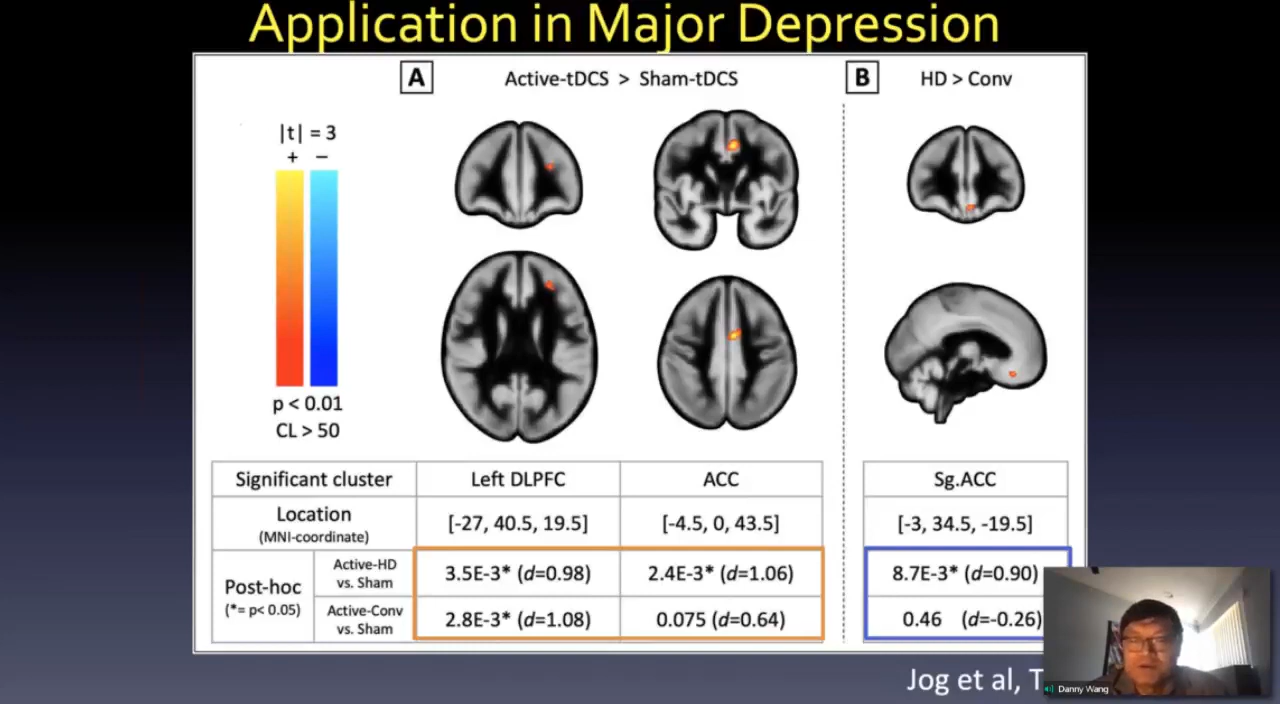 Application in Major Depression
A
Active-tDCS > Sham-tDCS
B
HD > Conv
|t| = 3
+ −
p < 0.01
CL > 50
Significant cluster
Left DLPFC
ACC
Sg.ACC
Location
(MNI-coordinate)
[-27, 40.5, 19.5]
[-4.5, 0, 43.5]
[-3, 34.5, -19.5]
Post-hoc
(*= p< 0.05)
Active-HD
vs. Sham
3.5E-3* (d=0.98)
2.4E-3* (d=1.06)
8.7E-3* (d=0.90)
Active-Conv
vs. Sham
2.8E-3* (d=1.08)
0.075 (d=0.64)
0.46 (d=-0.26)
Jog et al, T
Danny Wang